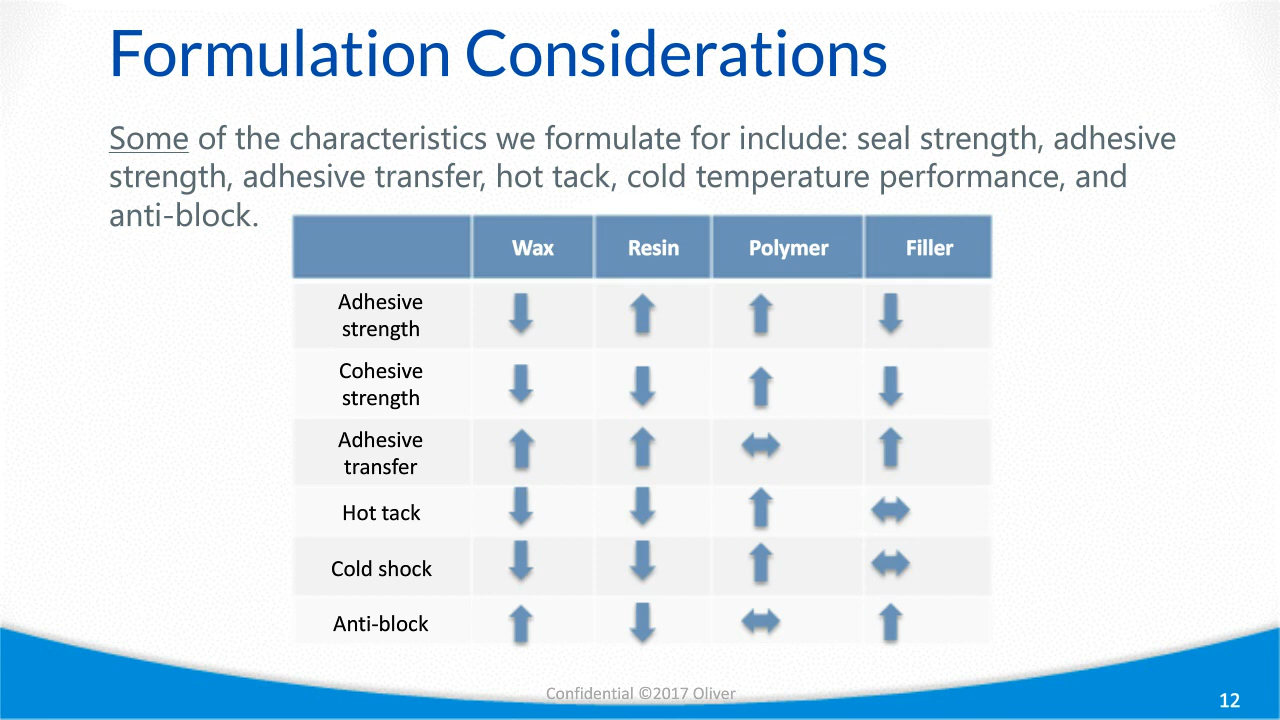 Formulation Considerations
Some of the characteristics we formulate for include: seal strength, adhesive
strength, adhesive transfer, hot tack, cold temperature performance, and
anti-block.
Wax Resin Polymer Filler
Adhesive
strength
Cohesive
strength
Adhesive
transfer
Hot tack
Cold shock
Anti-block
Confidential ©2017 Oliver
12